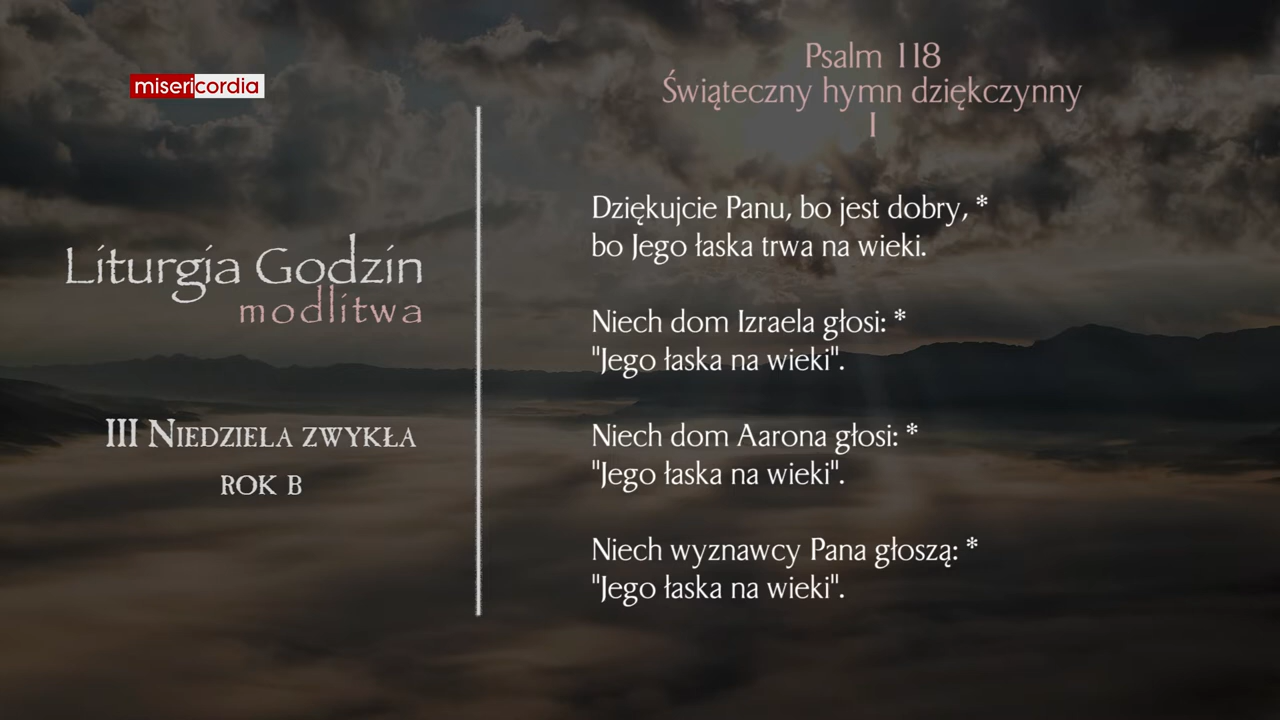 misericordia
Liturgia Godzin
modlitwa
III Niedziela zwykła
rok B
Psalm 118
Świąteczny hymn dziękczynny
I
Dziękujcie Panu, bo jest dobry, *
bo Jego łaska trwa na wieki.
Niech dom Izraela głosi: *
"Jego łaska na wieki".
Niech dom Aarona głosi: *
"Jego łaska na wieki".
Niech wyznawcy Pana głoszą: *
"Jego łaska na wieki".